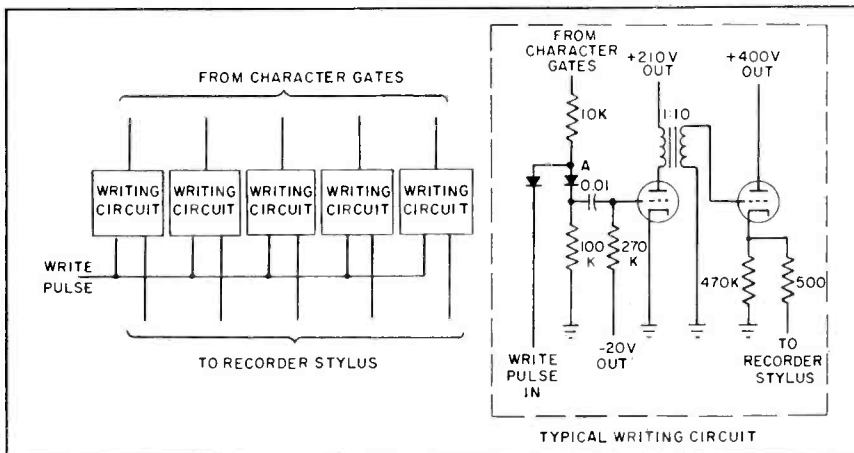 FROM CHARACTER GATES
WRITING
CIRCUIT
WRITING
CIRCUIT
WRITING
CIRCUIT
WRITING
CIRCUIT
WRITING
CIRCUIT
WRITE
PULSE
TO RECORDER STYLUS
FROM
CHARACTER
GATES
+210V
OUT
+400V
OUT
10K
1:10
A
0.01
100
K
270
K
470K
500
-20V
OUT
WRITE
PULSE
IN
TO
RECORDER
STYLUS
TYPICAL WRITING CIRCUIT